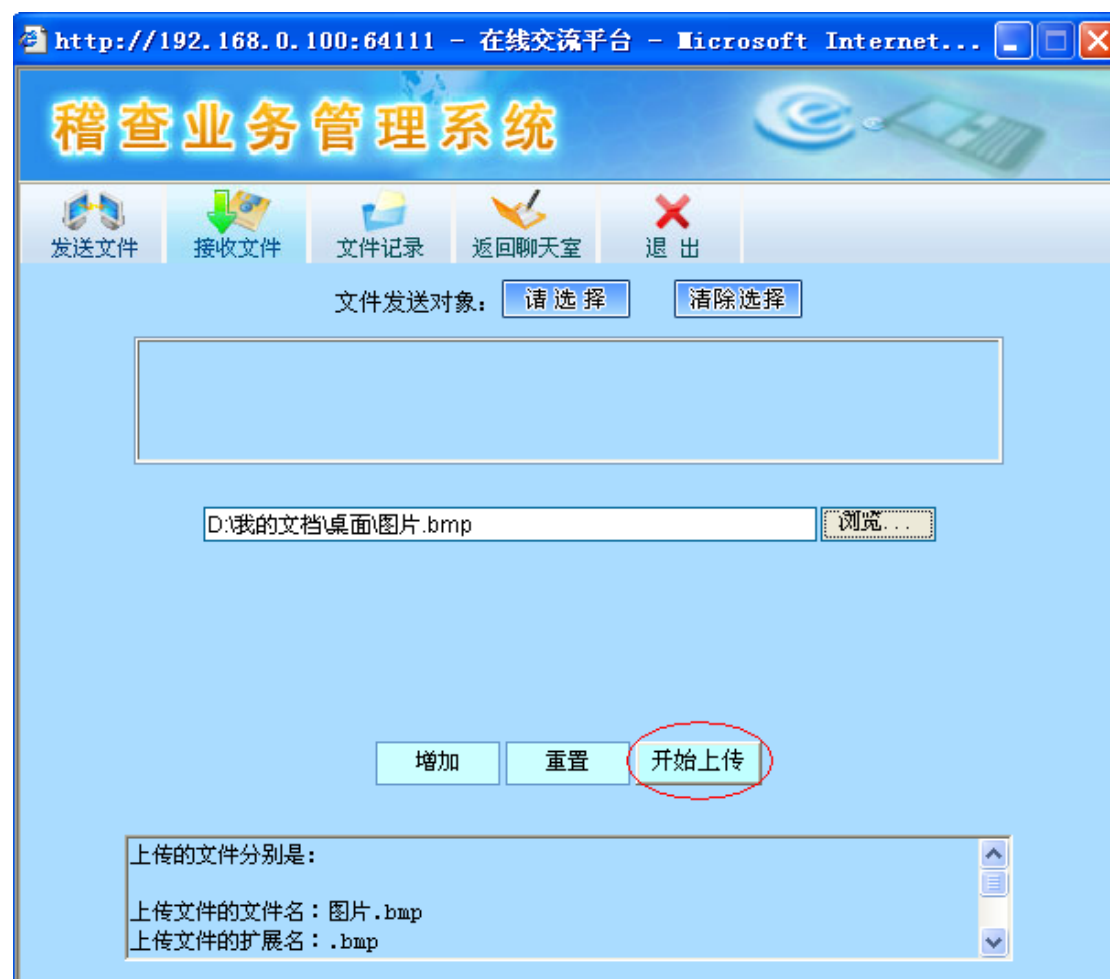 http://192.168.0.100:64111 - 在线交流平台 - Microsoft Internet...
稽查业务管理系统
发送文件 接收文件 文件记录 返回聊天室 退 出
文件发送对象: 请 选 择 清除选择
D:\我的文档\桌面\图片.bmp 浏览...
增加 重置 开始上传
上传的文件分别是:
上传文件的文件名：图片.bmp
上传文件的扩展名：.bmp